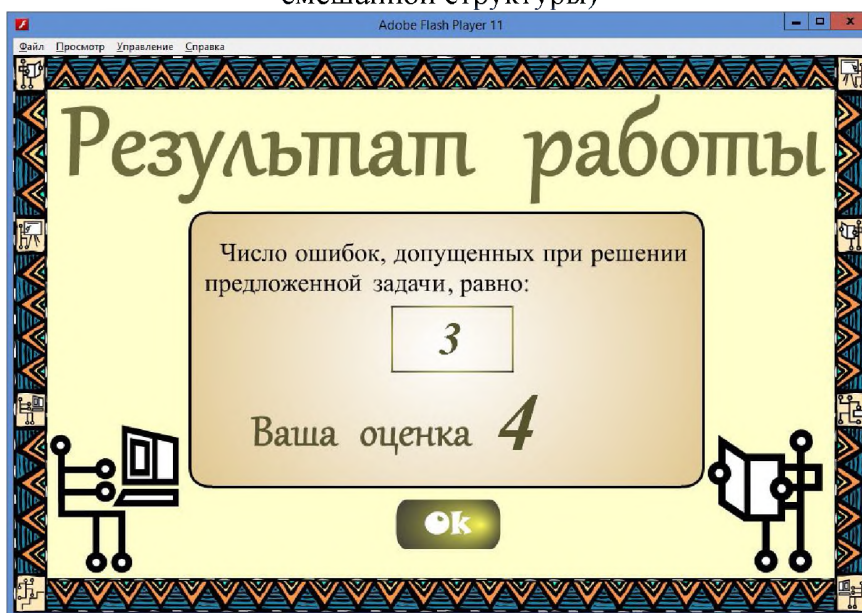 смешанной структуры)
Adobe Flash Player 11
Файл Просмотр Управление Справка
Результат работы
Число ошибок, допущенных при решении
предложенной задачи, равно:
3
Ваша оценка 4
Ok